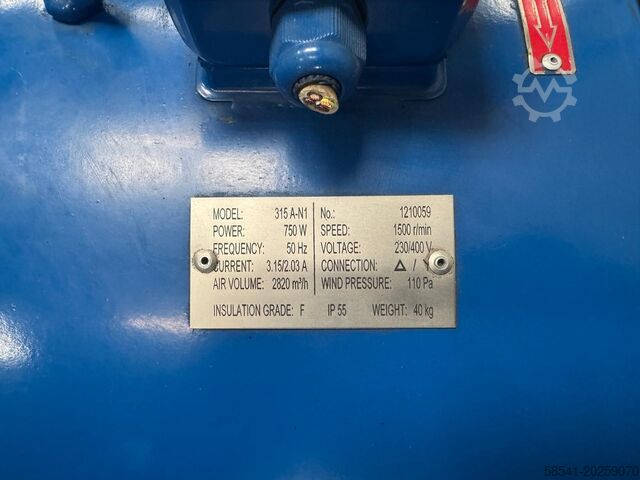 MODEL: 315 A-N1 No.: 1210059
POWER: 750 W SPEED: 1500 r/min
FREQUENCY: 50 Hz VOLTAGE: 230/400 V
CURRENT: 3.15/2.03 A CONNECTION: △ / Y
AIR VOLUME: 2820 m³/h WIND PRESSURE: 110 Pa
INSULATION GRADE: F IP 55 WEIGHT: 40 kg
58541-20259070